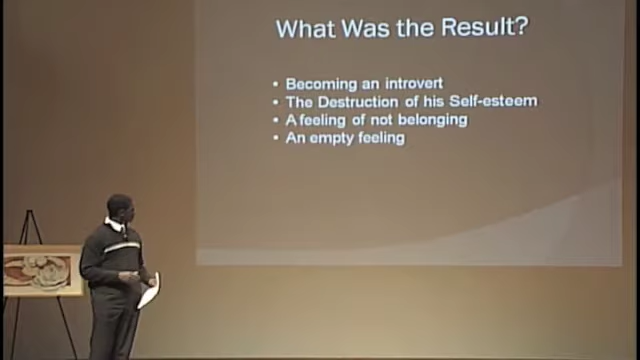 What Was the Result?
• Becoming an introvert
• The Destruction of his Self-esteem
• A feeling of not belonging
• An empty feeling